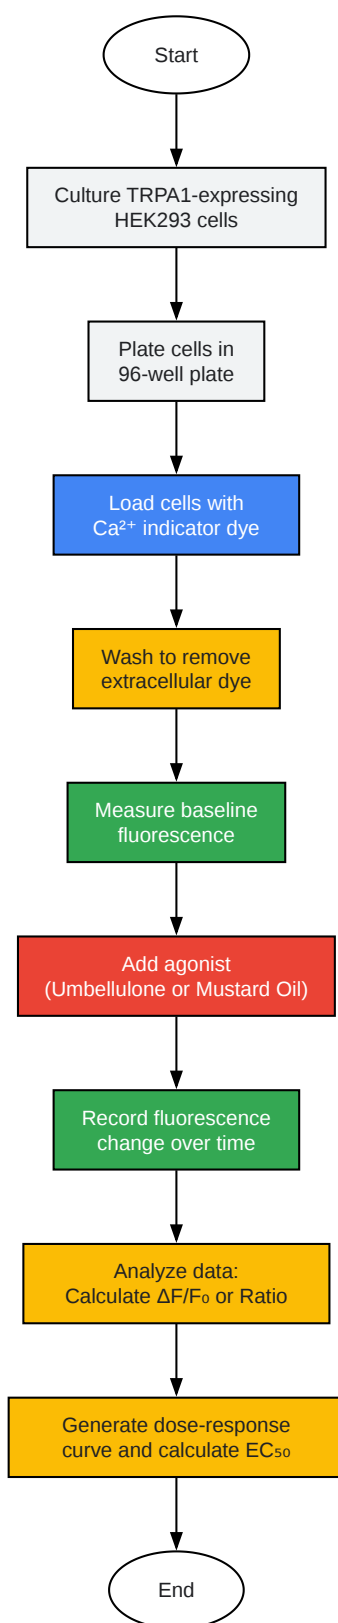 Start
Culture TRPA1-expressing
HEK293 cells
Plate cells in
96-well plate
Load cells with
Ca²⁺ indicator dye
Wash to remove
extracellular dye
Measure baseline
fluorescence
Add agonist
(Umbellulone or Mustard Oil)
Record fluorescence
change over time
Analyze data:
Calculate ΔF/F₀ or Ratio
Generate dose-response
curve and calculate EC₅₀
End